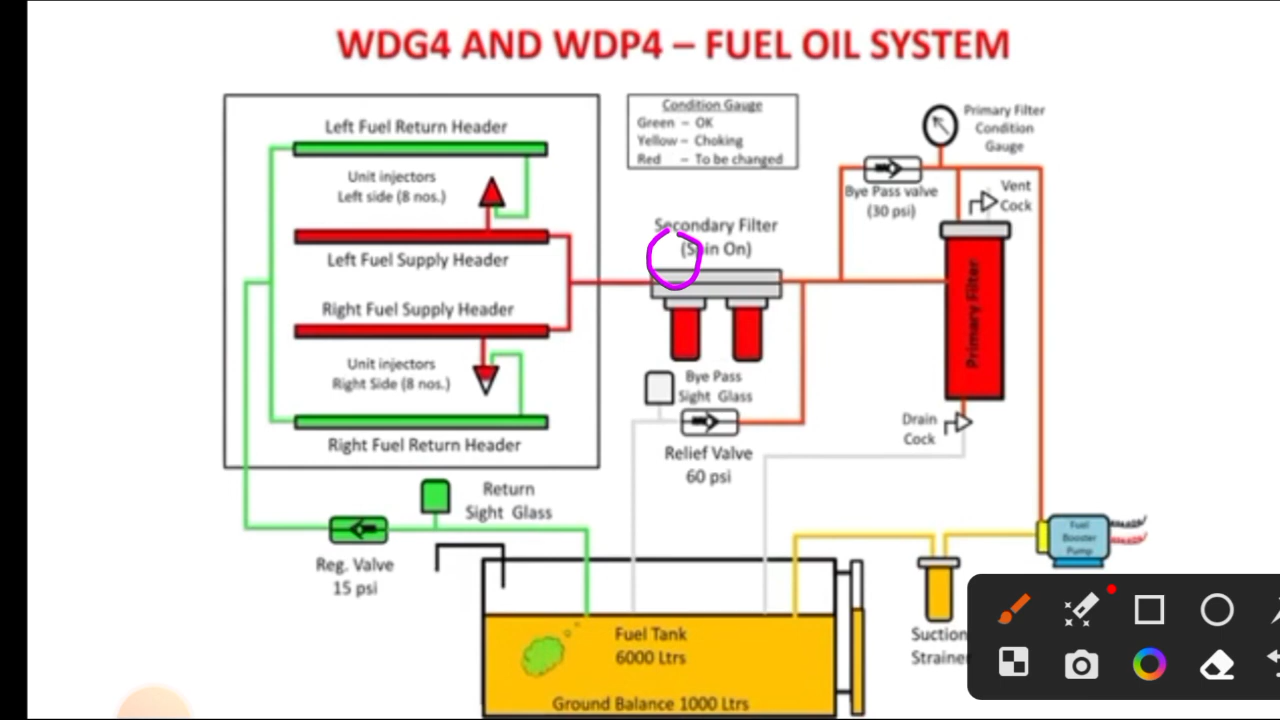 WDG4 AND WDP4 – FUEL OIL SYSTEM
Left Fuel Return Header
Unit injectors
Left side (8 nos.)
Left Fuel Supply Header
Right Fuel Supply Header
Unit injectors
Right Side (8 nos.)
Right Fuel Return Header
Condition Gauge
Green – OK
Yellow – Choking
Red – To be changed
Primary Filter
Condition
Gauge
Bye Pass valve
(30 psi)
Vent
Cock
Secondary Filter
(Spin On)
Primary Filter
Bye Pass
Sight Glass
Drain
Cock
Relief Valve
60 psi
Return
Sight Glass
Reg. Valve
15 psi
Fuel
Booster
Pump
Suction
Strainer
Fuel Tank
6000 Ltrs
Ground Balance 1000 Ltrs